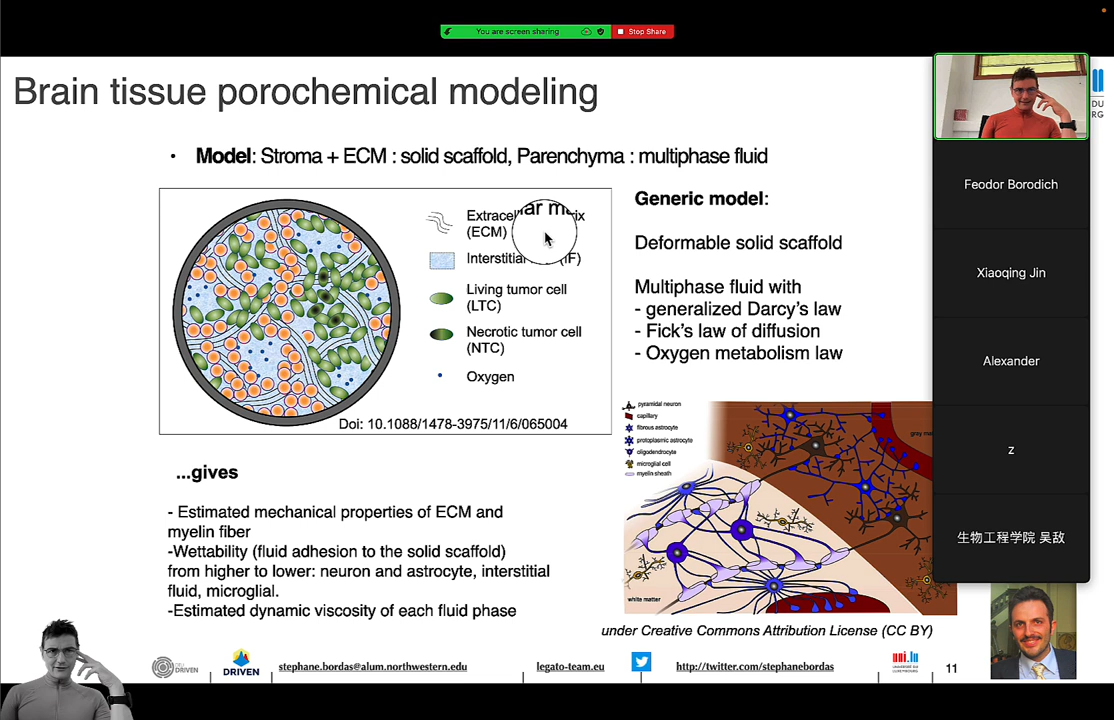 You are screen sharing
Stop Share
Brain tissue porochemical modeling
• Model: Stroma + ECM : solid scaffold, Parenchyma : multiphase fluid
(ECM)
Living tumor cell
(LTC)
Necrotic tumor cell
(NTC)
Oxygen
Doi: 10.1088/1478-3975/11/6/065004
Generic model:
Deformable solid scaffold
Multiphase fluid with
- generalized Darcy's law
- Fick's law of diffusion
- Oxygen metabolism law
pyramidal neuron
capillary
fibrous astrocyte
protoplasmic astrocyte
oligodendrocyte
microglial cell
myelin sheath
white matter
under Creative Commons Attribution License (CC BY)
...gives
- Estimated mechanical properties of ECM and
myelin fiber
-Wettability (fluid adhesion to the solid scaffold)
from higher to lower: neuron and astrocyte, interstitial
fluid, microglial.
-Estimated dynamic viscosity of each fluid phase
Feodor Borodich
Xiaoqing Jin
Alexander
z
生物工程学院 吴敌
DU
RG
DRIVEN
DRIVEN
stephane.bordas@alum.northwestern.edu
legato-team.eu
http://twitter.com/stephanebordas
uni.lu
11